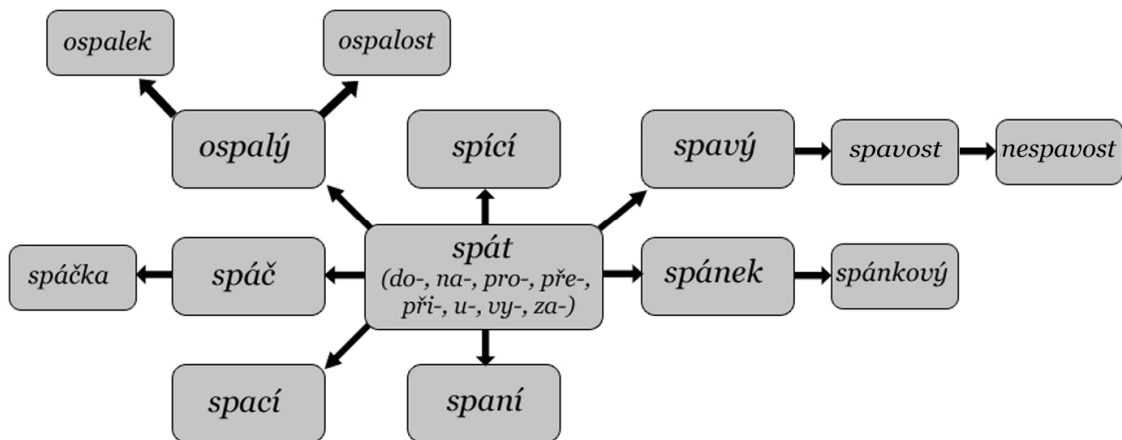 ospalek
ospalost
ospalý
spící
spavý
spavost
nespavost
spát
(do-, na-, pro-, pře-,
při-, u-, vy-, za-)
spáčka
spáč
spánek
spánkový
spací
spaní